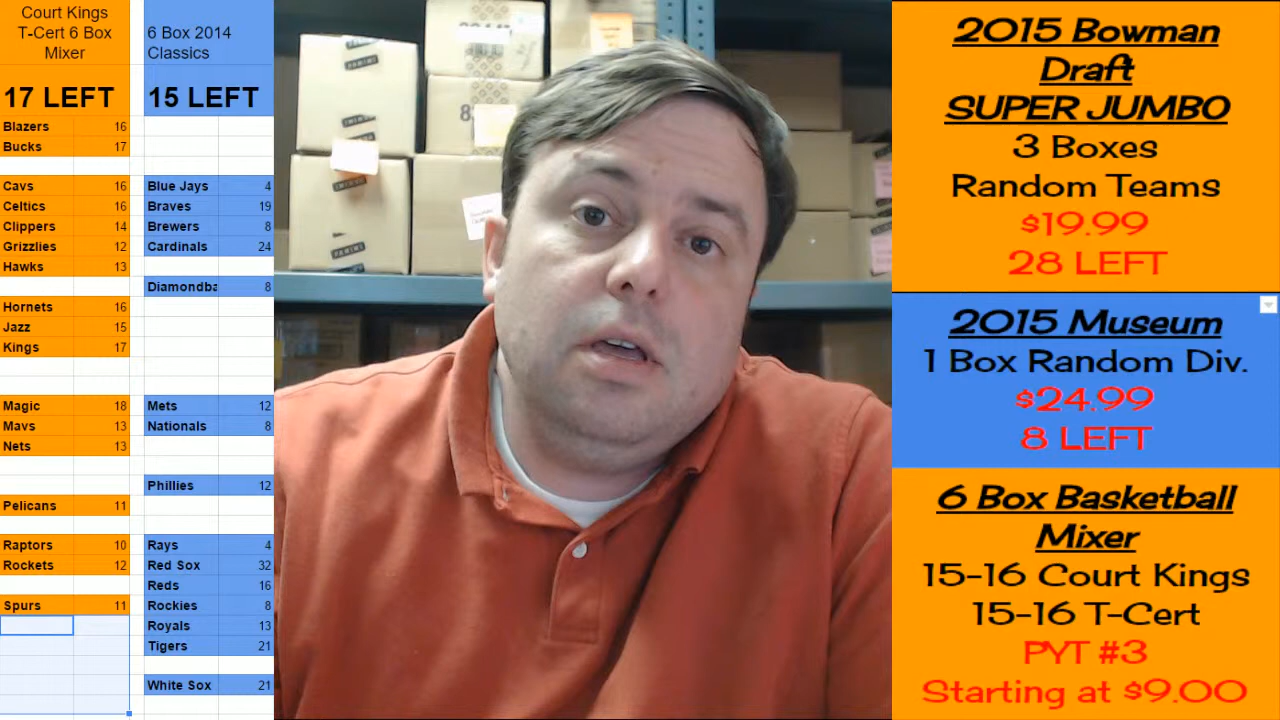 Court Kings
T-Cert 6 Box
Mixer
17 LEFT
Blazers 16
Bucks 17
Cavs 16
Celtics 16
Clippers 14
Grizzlies 12
Hawks 13
Hornets 16
Jazz 15
Kings 17
Magic 18
Mavs 13
Nets 13
Pelicans 11
Raptors 10
Rockets 12
Spurs 11
6 Box 2014
Classics
15 LEFT
Blue Jays 4
Braves 19
Brewers 8
Cardinals 24
Diamondba 8
Mets 12
Nationals 8
Phillies 12
Rays 4
Red Sox 32
Reds 16
Rockies 8
Royals 13
Tigers 21
White Sox 21
PANINI
PANINI
2015 Bowman
Draft
SUPER JUMBO
3 Boxes
Random Teams
$19.99
28 LEFT
2015 Museum
1 Box Random Div.
$24.99
8 LEFT
6 Box Basketball
Mixer
15-16 Court Kings
15-16 T-Cert
PYT #3
Starting at $9.00